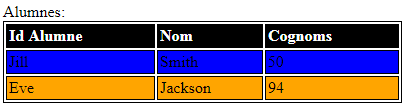 Alumnes:
Id Alumne Nom Cognoms
Jill Smith 50
Eve Jackson 94